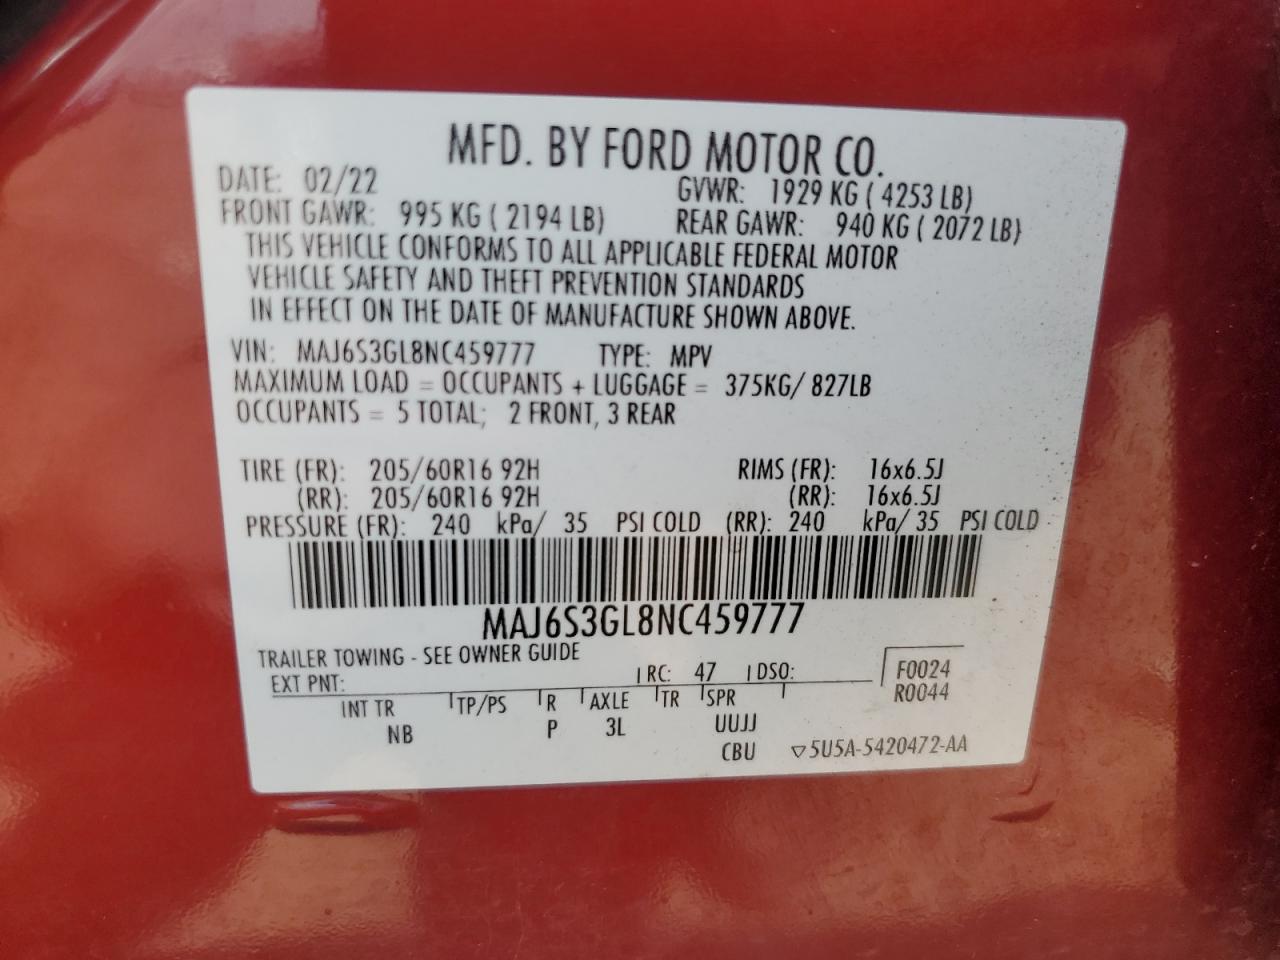 MFD. BY FORD MOTOR CO.
DATE: 02/22 GVWR: 1929 KG ( 4253 LB)
FRONT GAWR: 995 KG ( 2194 LB) REAR GAWR: 940 KG ( 2072 LB)
THIS VEHICLE CONFORMS TO ALL APPLICABLE FEDERAL MOTOR
VEHICLE SAFETY AND THEFT PREVENTION STANDARDS
IN EFFECT ON THE DATE OF MANUFACTURE SHOWN ABOVE.
VIN: MAJ6S3GL8NC459777 TYPE: MPV
MAXIMUM LOAD = OCCUPANTS + LUGGAGE = 375KG/ 827LB
OCCUPANTS = 5 TOTAL; 2 FRONT, 3 REAR
TIRE (FR): 205/60R16 92H RIMS (FR): 16x6.5J
(RR): 205/60R16 92H (RR): 16x6.5J
PRESSURE (FR): 240 kPa/ 35 PSI COLD (RR): 240 kPa/ 35 PSI COLD
MAJ6S3GL8NC459777
TRAILER TOWING - SEE OWNER GUIDE
EXT PNT: RC: 47 DSO: F0024
R0044
INT TR TP/PS R AXLE TR SPR
NB P 3L UUJJ
CBU 5U5A-5420472-AA